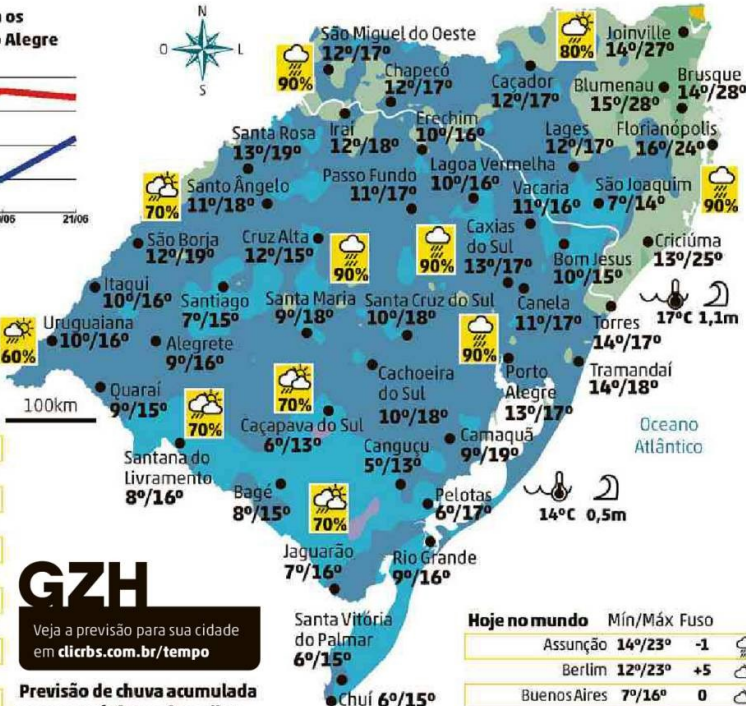 os
Alegre
21/06
N
O
L
S
São Miguel do Oeste
12º/17º
90%
Chapecó
12º/17º
80%
Caçador
12º/17º
Joinville
14º/27º
Blumenau
15º/28º
Brusque
14º/28º
Santa Rosa
13º/19º
Iraí
12º/18º
Erechim
10º/16º
Lages
12º/17º
Florianópolis
16º/24º
70%
Santo Ângelo
11º/18º
Passo Fundo
11º/17º
Lagoa Vermelha
10º/16º
Vacaria
11º/16º
São Joaquim
7º/14º
90%
São Borja
12º/19º
Cruz Alta
12º/15º
90%
90%
Caxias
do Sul
13º/17º
Bom Jesus
10º/15º
Criciúma
13º/25º
Itaqui
10º/16º
Santiago
7º/15º
Santa Maria
9º/18º
Santa Cruz do Sul
10º/18º
Canela
11º/17º
17ºC 1,1m
Torres
14º/17º
60%
Uruguaiana
10º/16º
Alegrete
9º/16º
90%
Porto
Alegre
13º/17º
Tramandaí
14º/18º
Quaraí
9º/15º
100km
70%
70%
Caçapava do Sul
6º/13º
Cachoeira
do Sul
10º/18º
Oceano
Atlântico
Santana do
Livramento
8º/16º
Bagé
8º/15º
Canguçu
5º/13º
Camaquã
9º/19º
70%
Pelotas
6º/17º
14ºC 0,5m
Jaguarão
7º/16º
Rio Grande
9º/16º
GZH
Veja a previsão para sua cidade
em clicrbs.com.br/tempo
Santa Vitória
do Palmar
6º/15º
Chuí 6º/15º
Previsão de chuva acumulada
Hoje no mundo Mín/Máx Fuso
Assunção 14º/23º -1
Berlim 12º/23º +5
Buenos Aires 7º/16º 0